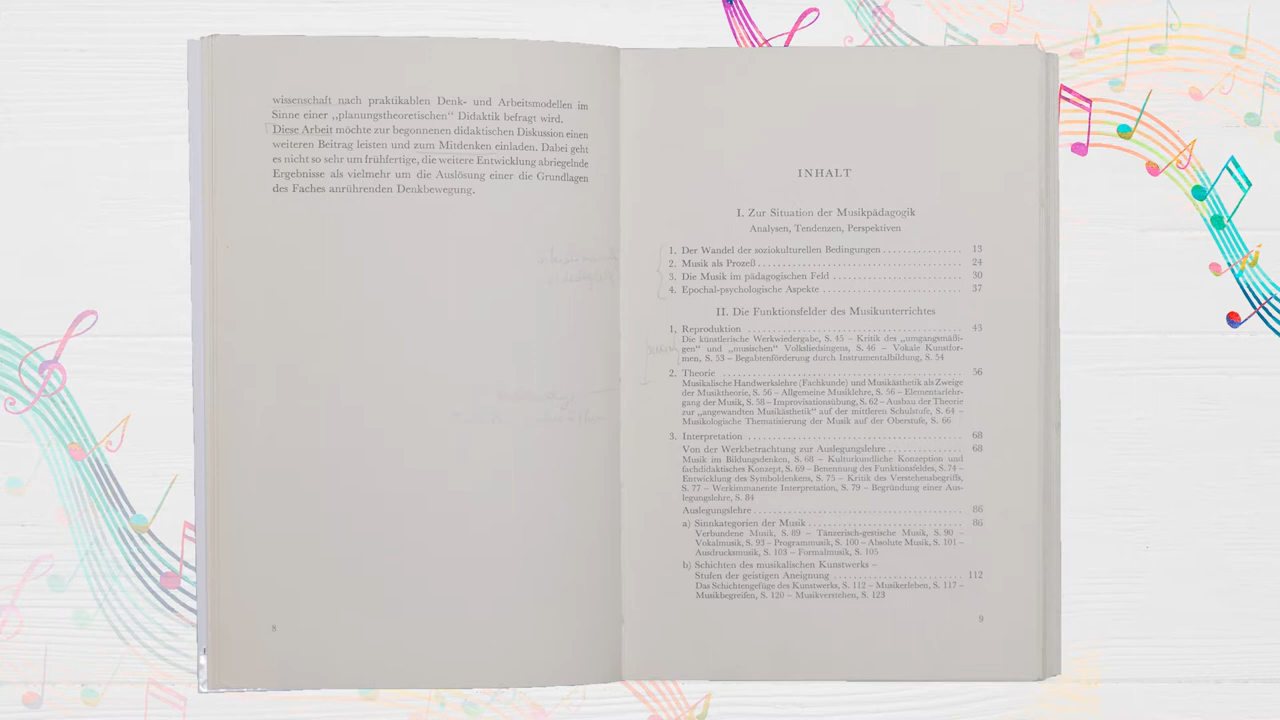 wissenschaft nach praktikablen Denk- und Arbeitsmodellen im
Sinne einer „planungstheoretischen“ Didaktik befragt wird.
Diese Arbeit möchte zur begonnenen didaktischen Diskussion einen
weiteren Beitrag leisten und zum Mitdenken einladen. Dabei geht
es nicht so sehr um frühfertige, die weitere Entwicklung abriegelnde
Ergebnisse als vielmehr um die Auslösung einer die Grundlagen
des Faches anrührenden Denkbewegung.
8
INHALT
I. Zur Situation der Musikpädagogik
Analysen, Tendenzen, Perspektiven
1. Der Wandel der soziokulturellen Bedingungen . . . . . . . . . . . . . . . 13
2. Musik als Prozeß . . . . . . . . . . . . . . . . . . . . . . . . . . . . . . . . . . . . . . 24
3. Die Musik im pädagogischen Feld . . . . . . . . . . . . . . . . . . . . . . . . 30
4. Epochal-psychologische Aspekte . . . . . . . . . . . . . . . . . . . . . . . . . . 37
II. Die Funktionsfelder des Musikunterrichtes
1. Reproduktion . . . . . . . . . . . . . . . . . . . . . . . . . . . . . . . . . . . . . . . . 43
Die künstlerische Werkwiedergabe, S. 45 – Kritik des „umgangsmäßi-
gen“ und „musischen“ Volksliedsingens, S. 46 – Vokale Kunstfor-
men, S. 53 – Begabtenförderung durch Instrumentalbildung, S. 54
2. Theorie . . . . . . . . . . . . . . . . . . . . . . . . . . . . . . . . . . . . . . . . . . . . . 56
Musikalische Handwerkslehre (Fachkunde) und Musikästhetik als Zweige
der Musiktheorie, S. 56 – Allgemeine Musiklehre, S. 56 – Elementarlehr-
gang der Musik, S. 58 – Improvisationsübung, S. 62 – Ausbau der Theorie
zur „angewandten Musikästhetik“ auf der mittleren Schulstufe, S. 64 –
Musikologische Thematisierung der Musik auf der Oberstufe, S. 66
3. Interpretation . . . . . . . . . . . . . . . . . . . . . . . . . . . . . . . . . . . . . . . . 68
Von der Werkbetrachtung zur Auslegungslehre . . . . . . . . . . . . . . 68
Musik im Bildungsdenken, S. 68 – Kulturkundliche Konzeption und
fachdidaktisches Konzept, S. 69 – Benennung des Funktionsfeldes, S. 74 –
Entwicklung des Symboldenkens, S. 75 – Kritik des Verstehensbegriffs,
S. 77 – Werkimmanente Interpretation, S. 79 – Begründung einer Aus-
legungslehre, S. 84
Auslegungslehre . . . . . . . . . . . . . . . . . . . . . . . . . . . . . . . . . . . . . . . 86
a) Sinnkategorien der Musik . . . . . . . . . . . . . . . . . . . . . . . . . . . . . 86
Verbundene Musik, S. 89 – Tänzerisch-gestische Musik, S. 90 –
Vokalmusik, S. 93 – Programmusik, S. 100 – Absolute Musik, S. 101 –
Ausdrucksmusik, S. 103 – Formalmusik, S. 105
b) Schichten des musikalischen Kunstwerks –
Stufen der geistigen Aneignung . . . . . . . . . . . . . . . . . . . . . . . . 112
Das Schichtengefüge des Kunstwerks, S. 112 – Musikerleben, S. 117 –
Musikbegreifen, S. 120 – Musikverstehen, S. 123
9